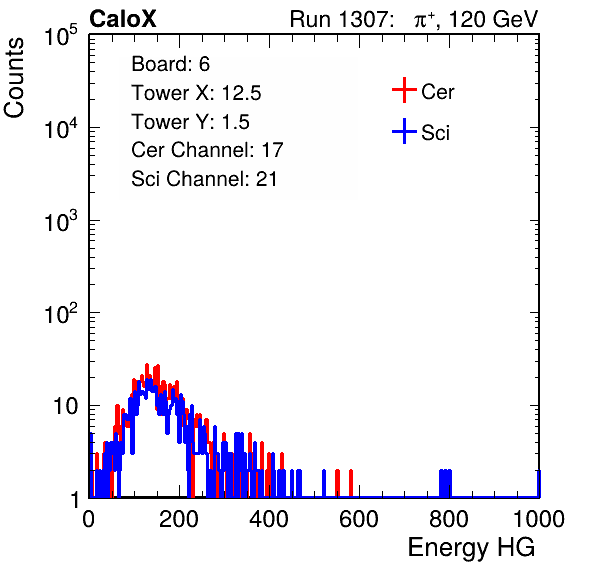 CaloX Run 1307: π⁺, 120 GeV
Board: 6
Tower X: 12.5
Tower Y: 1.5
Cer Channel: 17
Sci Channel: 21
Cer
Sci
Counts
10⁵
10⁴
10³
10²
10
1
0 200 400 600 800 1000
Energy HG